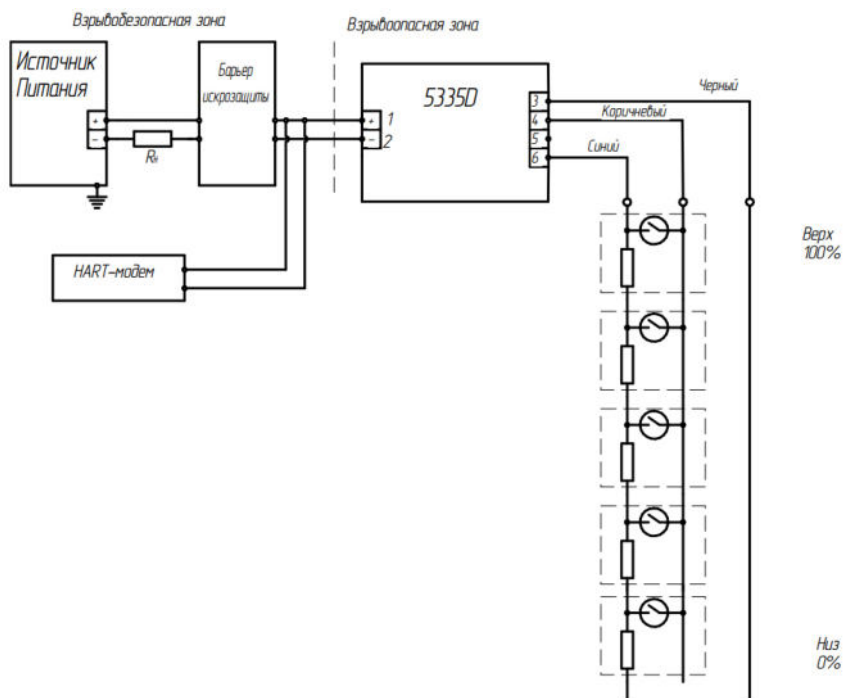 Взрывобезопасная зона
Взрывоопасная зона
Источник
Питания
+
–
Rн
Барьер
искрозащиты
+
1
–
2
5335D
3
4
5
6
Черный
Коричневый
Синий
HART-модем
Верх
100%
Низ
0%